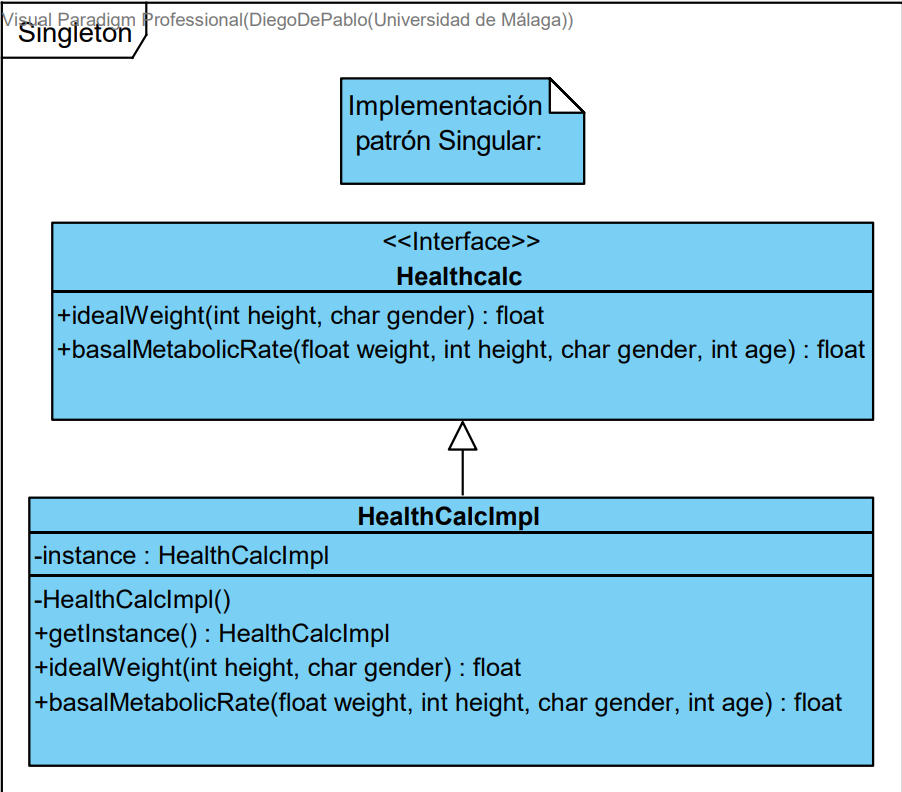 Visual Paradigm Professional(DiegoDePablo(Universidad de Málaga))
Singleton
Implementación
patrón Singular:
<<Interface>>
Healthcalc
+idealWeight(int height, char gender) : float
+basalMetabolicRate(float weight, int height, char gender, int age) : float
HealthCalcImpl
-instance : HealthCalcImpl
-HealthCalcImpl()
+getInstance() : HealthCalcImpl
+idealWeight(int height, char gender) : float
+basalMetabolicRate(float weight, int height, char gender, int age) : float